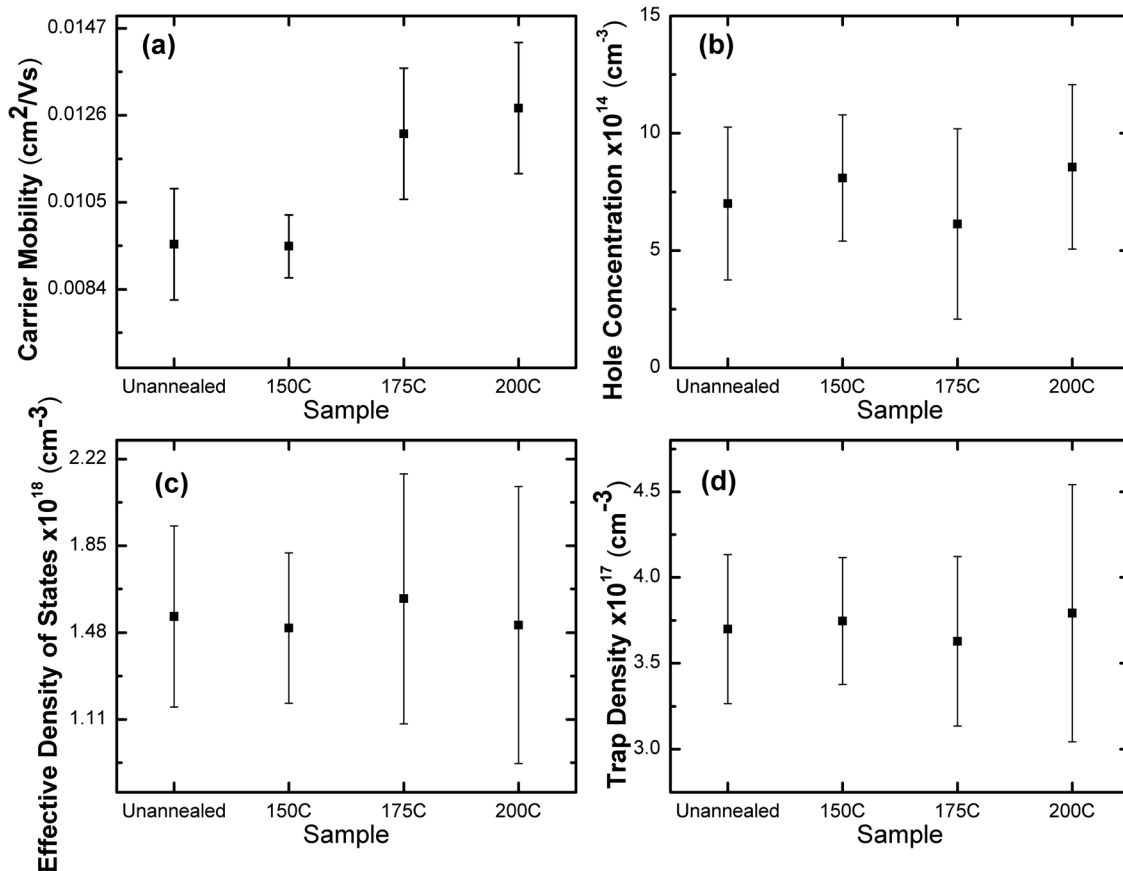 (a)
Carrier Mobility (cm²/Vs)
0.0147
0.0126
0.0105
0.0084
Unannealed 150C 175C 200C
Sample
(b)
Hole Concentration x10¹⁴ (cm⁻³)
15
10
5
0
Unannealed 150C 175C 200C
Sample
(c)
Effective Density of States x10¹⁸ (cm⁻³)
2.22
1.85
1.48
1.11
Unannealed 150C 175C 200C
Sample
(d)
Trap Density x10¹⁷ (cm⁻³)
4.5
4.0
3.5
3.0
Unannealed 150C 175C 200C
Sample